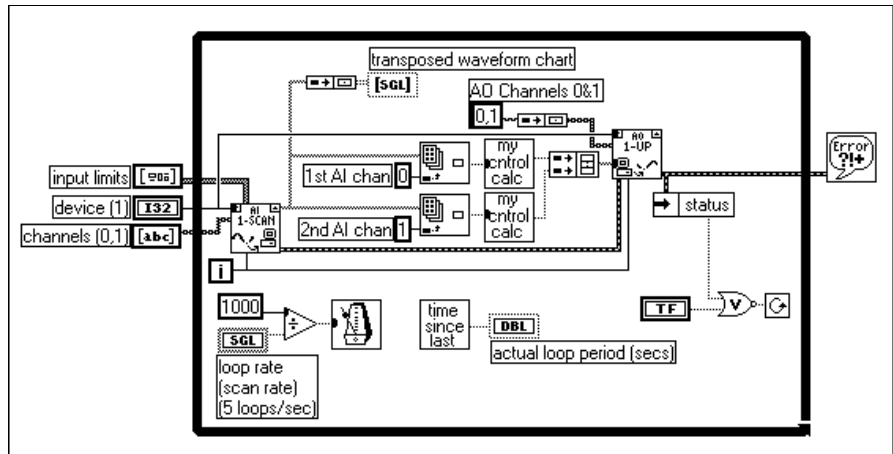 transposed waveform chart
[SGL]
AO Channels 0&1
0,1
AO
1-UP
my
cntrol
calc
1st AI chan 0
my
cntrol
calc
2nd AI chan 1
Error
?!+
input limits
device (1) I32
channels (0,1) [abc]
AI
1-SCAN
status
i
1000
÷
SGL
loop rate
(scan rate)
(5 loops/sec)
time
since
last
DBL
actual loop period (secs)
TF
V